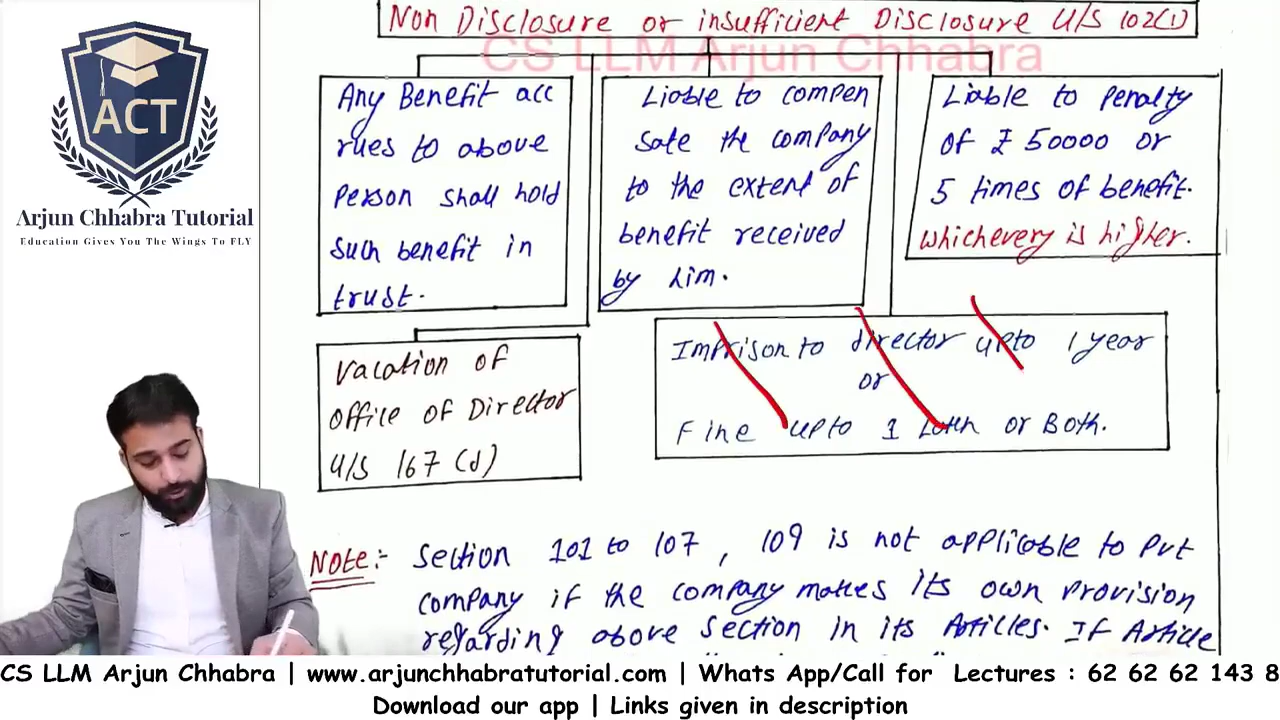 Non Disclosure or insufficient Disclosure U/S 102(1)
CS LLM Arjun Chhabra
ACT
Arjun Chhabra Tutorial
Education Gives You The Wings To FLY
Any Benefit acc
rues to above
Person shall hold
such benefit in
trust.
Liable to compen
sate the company
to the extent of
benefit received
by him.
Liable to penalty
of ₹ 50000 or
5 times of benefit.
whichevery is higher.
Vacation of
office of Director
U/S 167 (d)
Imprison to director upto 1 year
or
Fine upto 1 Lakh or Both.
Note:- Section 101 to 107, 109 is not applicable to Pvt
company if the company makes its own provision
regarding above section in its Articles. If Article
CS LLM Arjun Chhabra | www.arjunchhabratutorial.com | Whats App/Call for Lectures : 62 62 62 143 8
Download our app | Links given in description